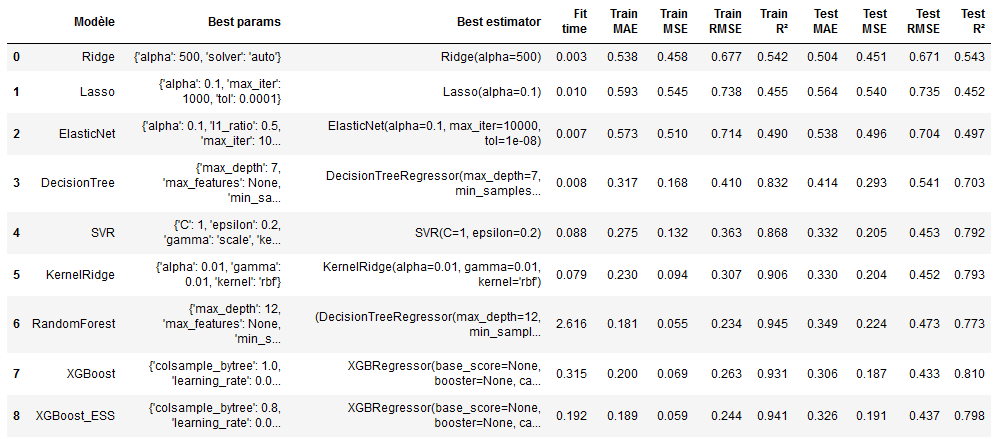 Modèle Best params Best estimator Fit time Train MAE Train MSE Train RMSE Train R² Test MAE Test MSE Test RMSE Test R²
0 Ridge {'alpha': 500, 'solver': 'auto'} Ridge(alpha=500) 0.003 0.538 0.458 0.677 0.542 0.504 0.451 0.671 0.543
1 Lasso {'alpha': 0.1, 'max_iter': 1000, 'tol': 0.0001} Lasso(alpha=0.1) 0.010 0.593 0.545 0.738 0.455 0.564 0.540 0.735 0.452
2 ElasticNet {'alpha': 0.1, 'l1_ratio': 0.5, 'max_iter': 10... ElasticNet(alpha=0.1, max_iter=10000, tol=1e-08) 0.007 0.573 0.510 0.714 0.490 0.538 0.496 0.704 0.497
3 DecisionTree {'max_depth': 7, 'max_features': None, 'min_sa... DecisionTreeRegressor(max_depth=7, min_samples... 0.008 0.317 0.168 0.410 0.832 0.414 0.293 0.541 0.703
4 SVR {'C': 1, 'epsilon': 0.2, 'gamma': 'scale', 'ke... SVR(C=1, epsilon=0.2) 0.088 0.275 0.132 0.363 0.868 0.332 0.205 0.453 0.792
5 KernelRidge {'alpha': 0.01, 'gamma': 0.01, 'kernel': 'rbf'} KernelRidge(alpha=0.01, gamma=0.01, kernel='rbf') 0.079 0.230 0.094 0.307 0.906 0.330 0.204 0.452 0.793
6 RandomForest {'max_depth': 12, 'max_features': None, 'min_s... (DecisionTreeRegressor(max_depth=12, min_sampl... 2.616 0.181 0.055 0.234 0.945 0.349 0.224 0.473 0.773
7 XGBoost {'colsample_bytree': 1.0, 'learning_rate': 0.0... XGBRegressor(base_score=None, booster=None, ca... 0.315 0.200 0.069 0.263 0.931 0.306 0.187 0.433 0.810
8 XGBoost_ESS {'colsample_bytree': 0.8, 'learning_rate': 0.0... XGBRegressor(base_score=None, booster=None, ca... 0.192 0.189 0.059 0.244 0.941 0.326 0.191 0.437 0.798